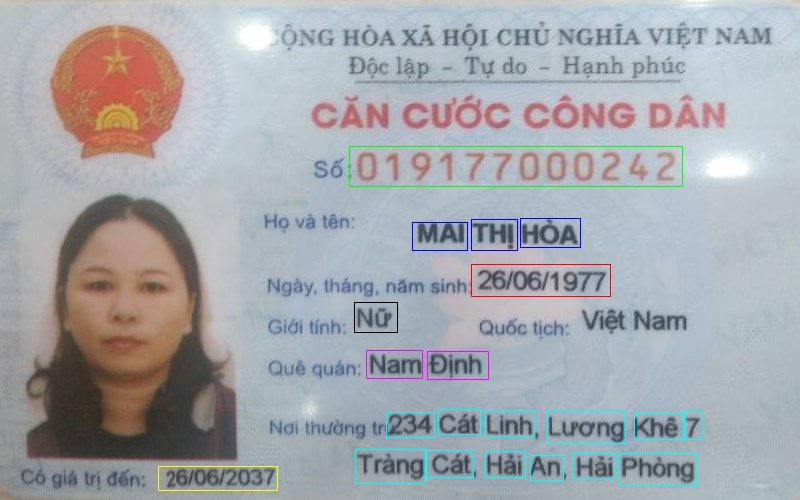 CỘNG HÒA XÃ HỘI CHỦ NGHĨA VIỆT NAM
Độc lập - Tự do - Hạnh phúc
CĂN CƯỚC CÔNG DÂN
Số: 019177000242
Họ và tên: MAI THỊ HÒA
Ngày, tháng, năm sinh: 26/06/1977
Giới tính: Nữ Quốc tịch: Việt Nam
Quê quán: Nam Định
Nơi thường tr 234 Cát Linh, Lương Khê 7
Tràng Cát, Hải An, Hải Phòng
Có giá trị đến: 26/06/2037